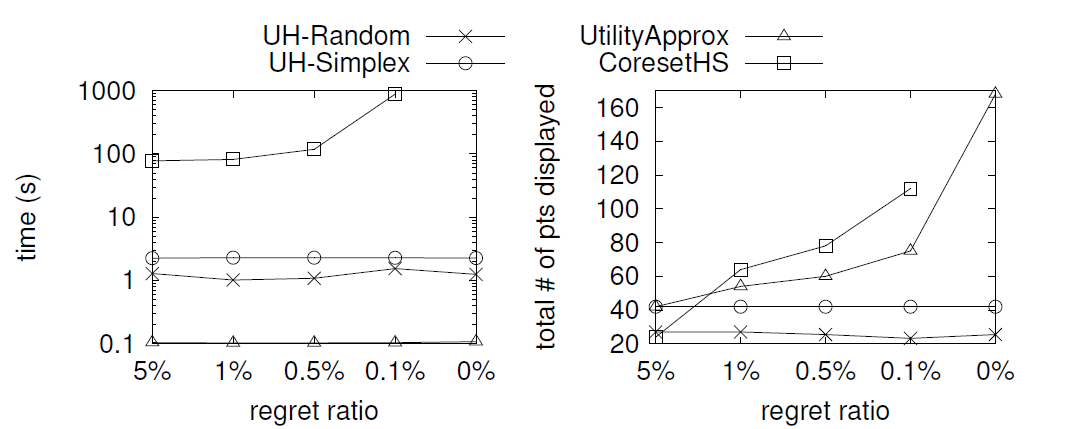 UH-Random
UH-Simplex
UtilityApprox
CoresetHS
time (s)
1000
100
10
1
0.1
5% 1% 0.5% 0.1% 0%
regret ratio
total # of pts displayed
160
140
120
100
80
60
40
20
5% 1% 0.5% 0.1% 0%
regret ratio